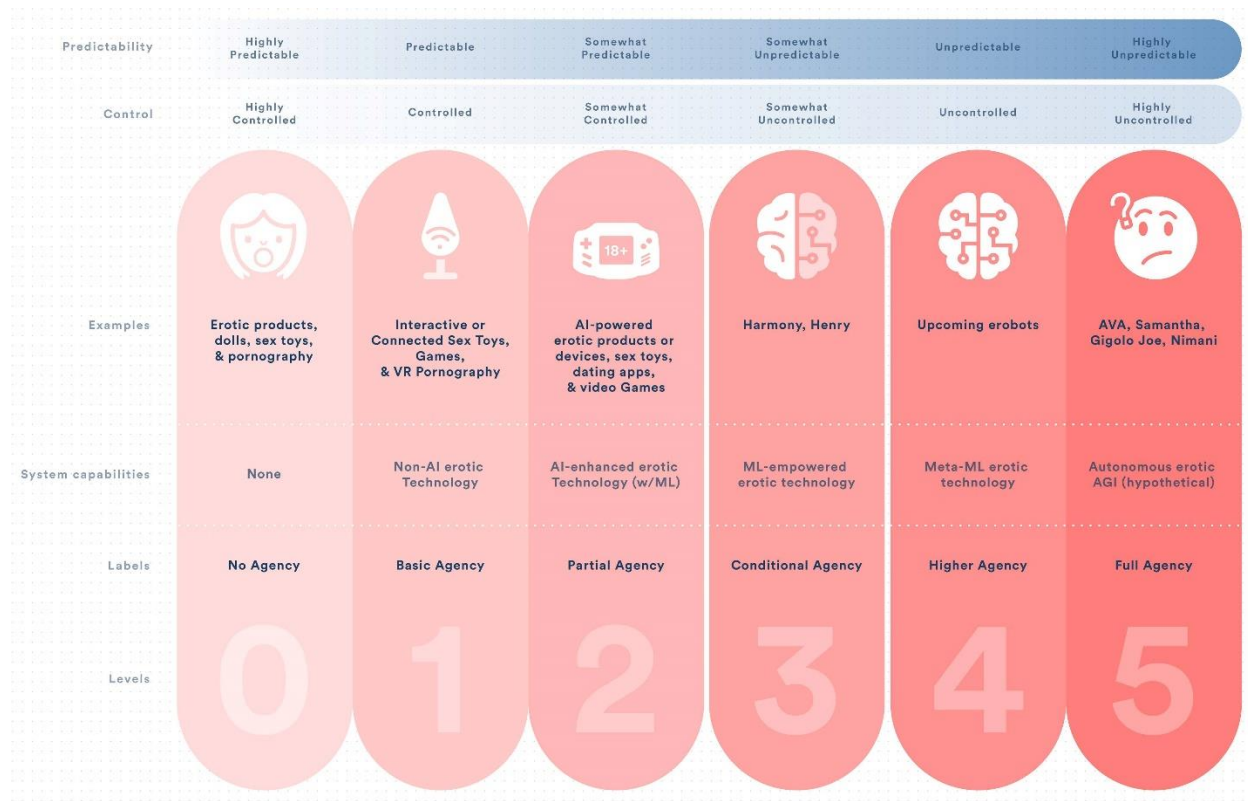 Predictability
Highly
Predictable
Predictable
Somewhat
Predictable
Somewhat
Unpredictable
Unpredictable
Highly
Unpredictable
Control
Highly
Controlled
Controlled
Somewhat
Controlled
Somewhat
Uncontrolled
Uncontrolled
Highly
Uncontrolled
18+
?
Examples
Erotic products,
dolls, sex toys,
& pornography
Interactive or
Connected Sex Toys,
Games,
& VR Pornography
AI-powered
erotic products or
devices, sex toys,
dating apps,
& video Games
Harmony, Henry
Upcoming erobots
AVA, Samantha,
Gigolo Joe, Nimani
System capabilities
None
Non-AI erotic
Technology
AI-enhanced erotic
Technology (w/ML)
ML-empowered
erotic technology
Meta-ML erotic
technology
Autonomous erotic
AGI (hypothetical)
Labels
No Agency
Basic Agency
Partial Agency
Conditional Agency
Higher Agency
Full Agency
Levels
0
1
2
3
4
5